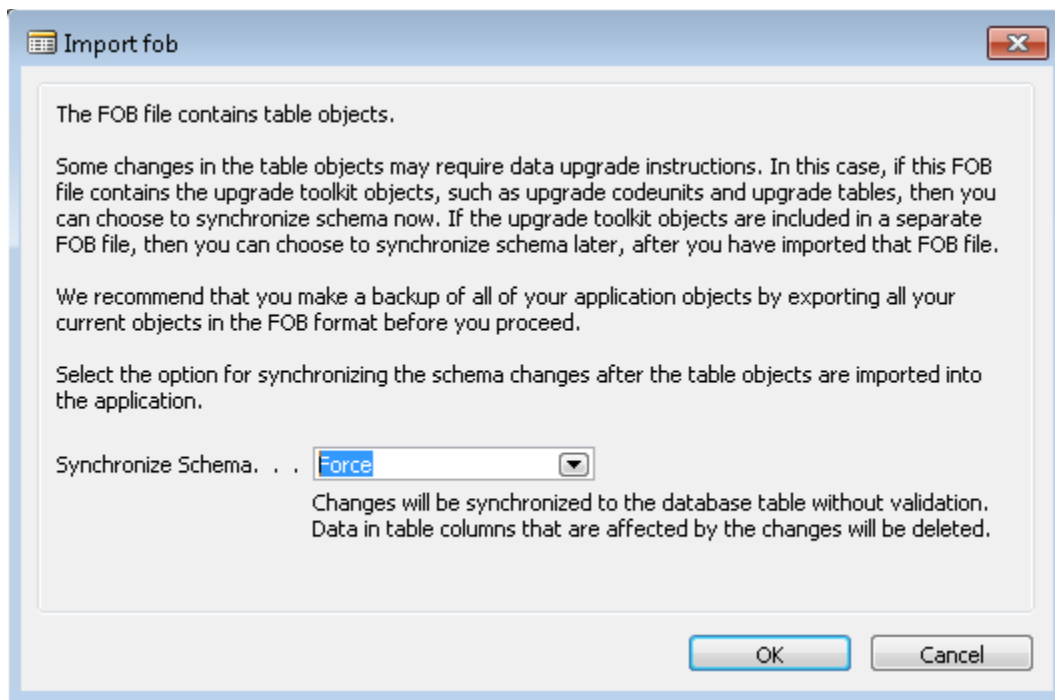 Import fob
The FOB file contains table objects.
Some changes in the table objects may require data upgrade instructions. In this case, if this FOB
file contains the upgrade toolkit objects, such as upgrade codeunits and upgrade tables, then you
can choose to synchronize schema now. If the upgrade toolkit objects are included in a separate
FOB file, then you can choose to synchronize schema later, after you have imported that FOB file.
We recommend that you make a backup of all of your application objects by exporting all your
current objects in the FOB format before you proceed.
Select the option for synchronizing the schema changes after the table objects are imported into
the application.
Synchronize Schema. . . Force
Changes will be synchronized to the database table without validation.
Data in table columns that are affected by the changes will be deleted.
OK Cancel